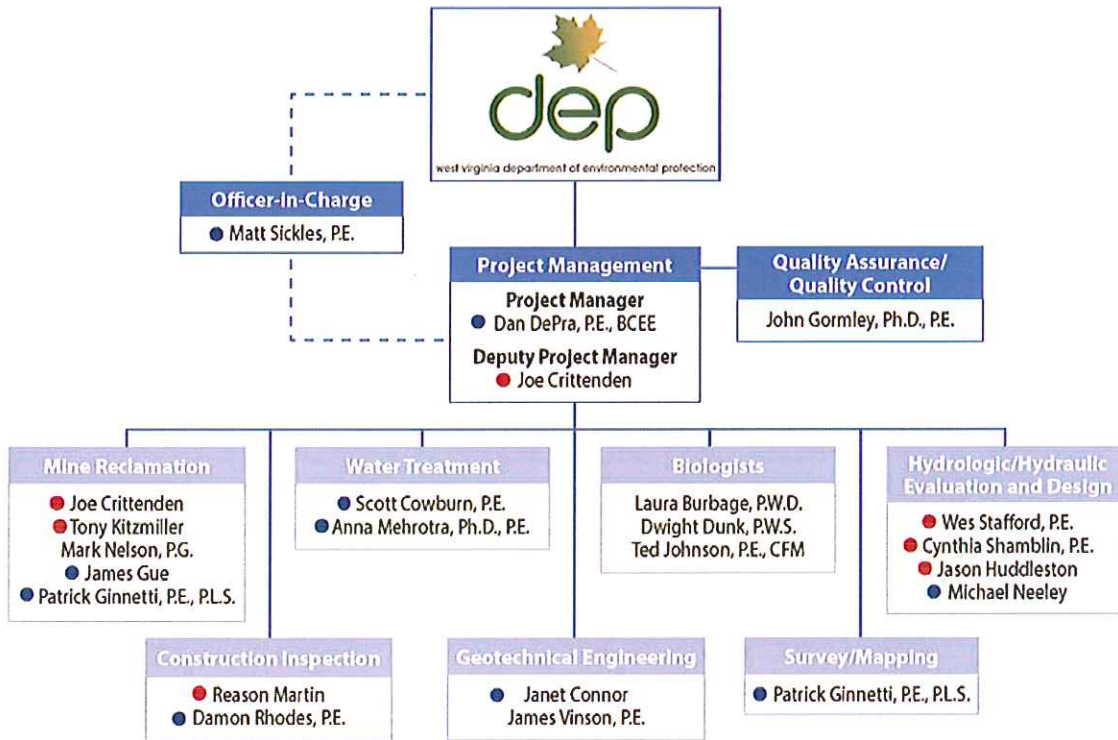 dep
west virginia department of environmental protection
Officer-In-Charge
Matt Sickles, P.E.
Project Management
Project Manager
Dan DePra, P.E., BCEE
Deputy Project Manager
Joe Crittenden
Quality Assurance/
Quality Control
John Gormley, Ph.D., P.E.
Mine Reclamation
Joe Crittenden
Tony Kitzmiller
Mark Nelson, P.G.
James Gue
Patrick Ginnetti, P.E., P.L.S.
Water Treatment
Scott Cowburn, P.E.
Anna Mehrotra, Ph.D., P.E.
Biologists
Laura Burbage, P.W.D.
Dwight Dunk, P.W.S.
Ted Johnson, P.E., CFM
Hydrologic/Hydraulic
Evaluation and Design
Wes Stafford, P.E.
Cynthia Shamblin, P.E.
Jason Huddleston
Michael Neeley
Construction Inspection
Reason Martin
Damon Rhodes, P.E.
Geotechnical Engineering
Janet Connor
James Vinson, P.E.
Survey/Mapping
Patrick Ginnetti, P.E., P.L.S.